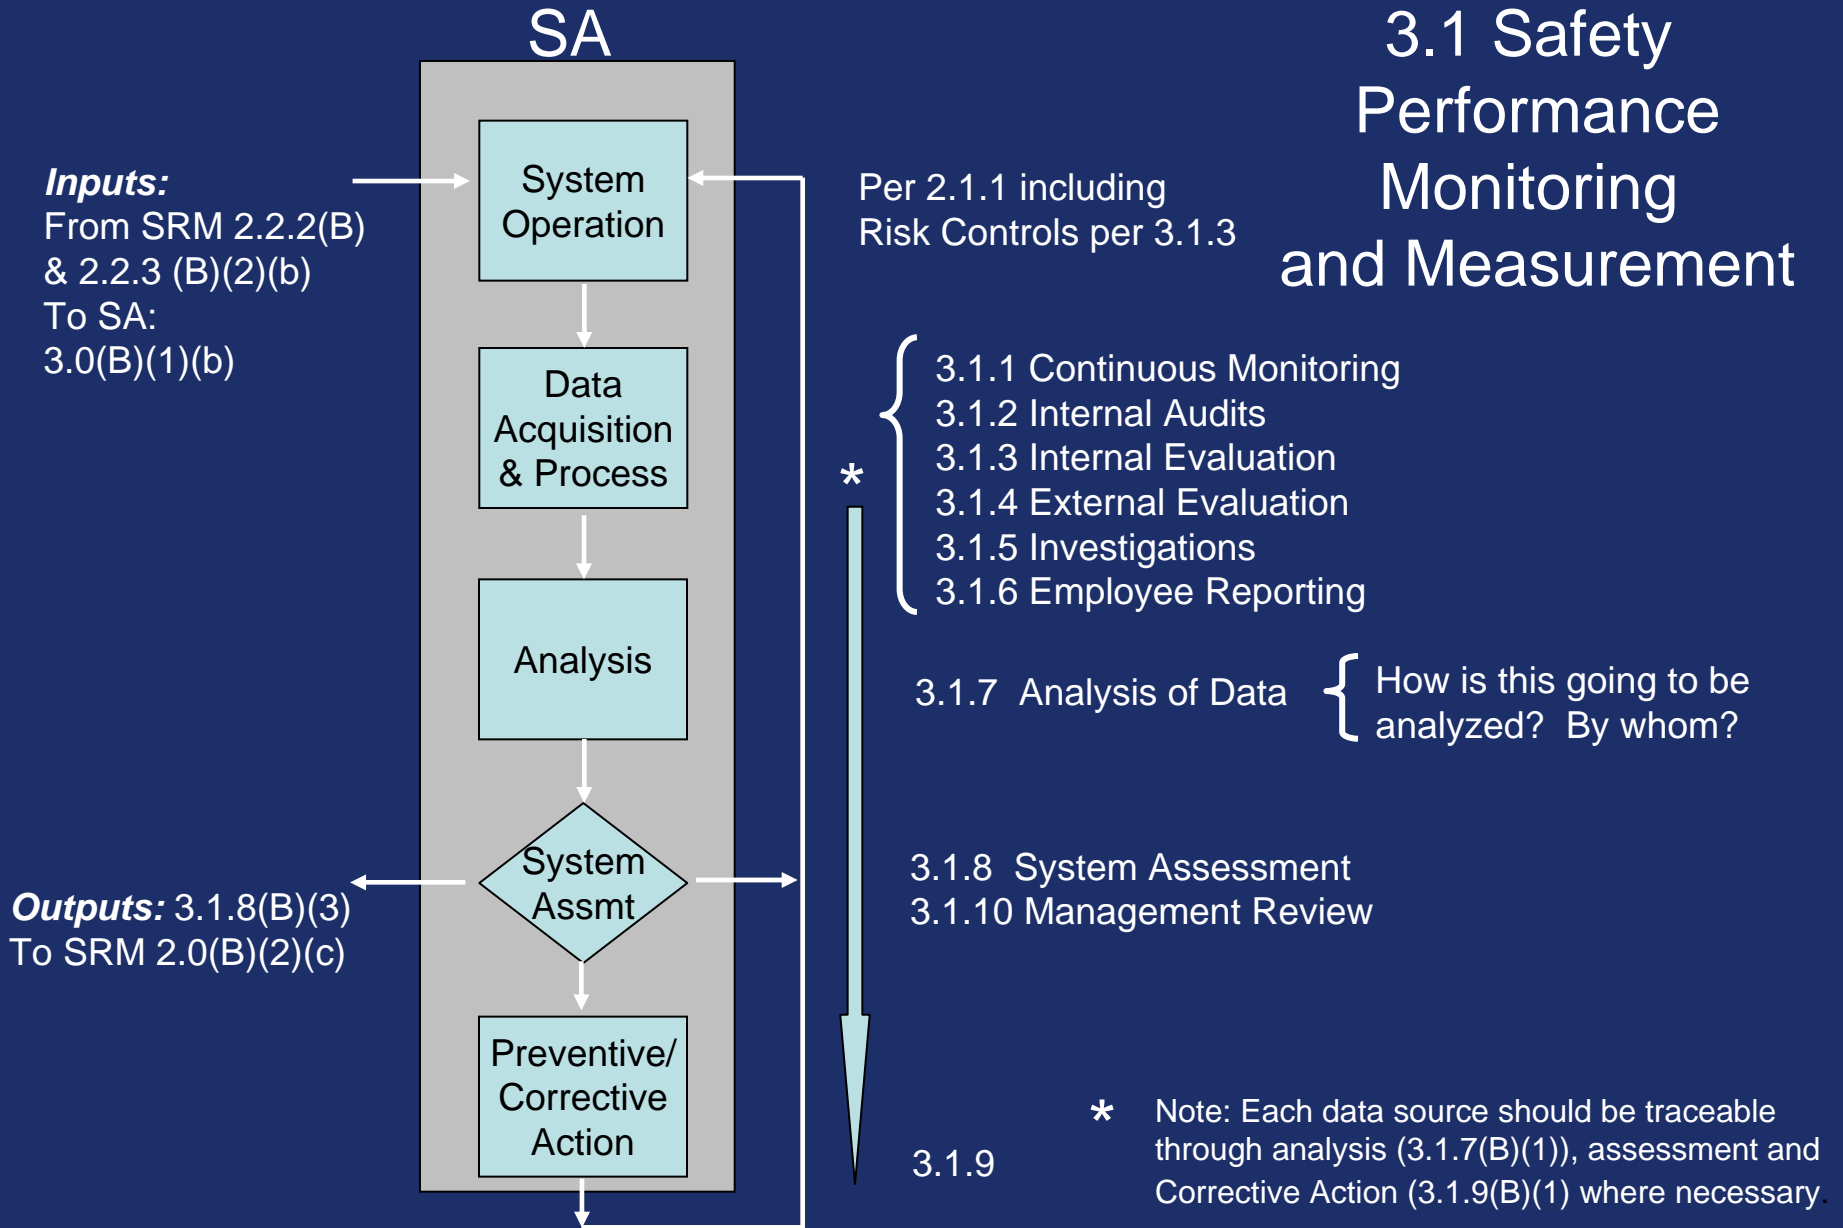 SA
3.1 Safety
Performance
Monitoring
and Measurement
System
Operation
Inputs:
From SRM 2.2.2(B)
& 2.2.3 (B)(2)(b)
To SA:
3.0(B)(1)(b)
Per 2.1.1 including
Risk Controls per 3.1.3
Data
Acquisition
& Process
*
3.1.1 Continuous Monitoring
3.1.2 Internal Audits
3.1.3 Internal Evaluation
3.1.4 External Evaluation
3.1.5 Investigations
3.1.6 Employee Reporting
Analysis
3.1.7  Analysis of Data
How is this going to be
analyzed?  By whom?
System
Assmt
Outputs: 3.1.8(B)(3)
To SRM 2.0(B)(2)(c)
3.1.8  System Assessment
3.1.10 Management Review
Preventive/
Corrective
Action
3.1.9
* Note: Each data source should be traceable
through analysis (3.1.7(B)(1)), assessment and
Corrective Action (3.1.9(B)(1) where necessary.